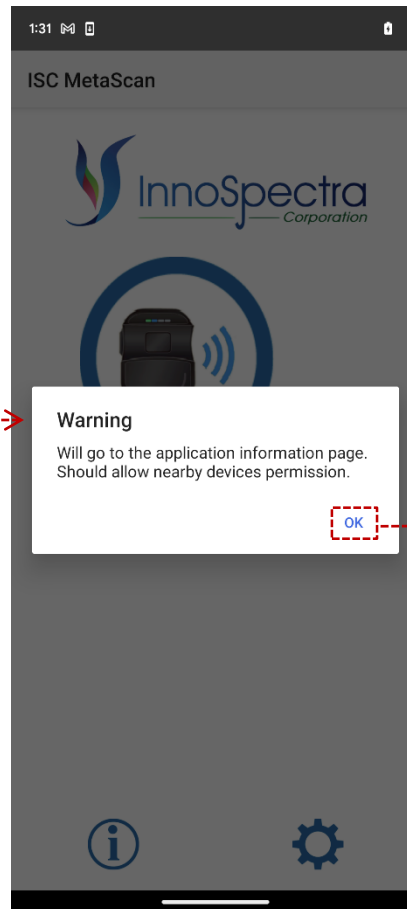 1:31
ISC MetaScan
InnoSpectra
Corporation
Warning
Will go to the application information page.
Should allow nearby devices permission.
OK